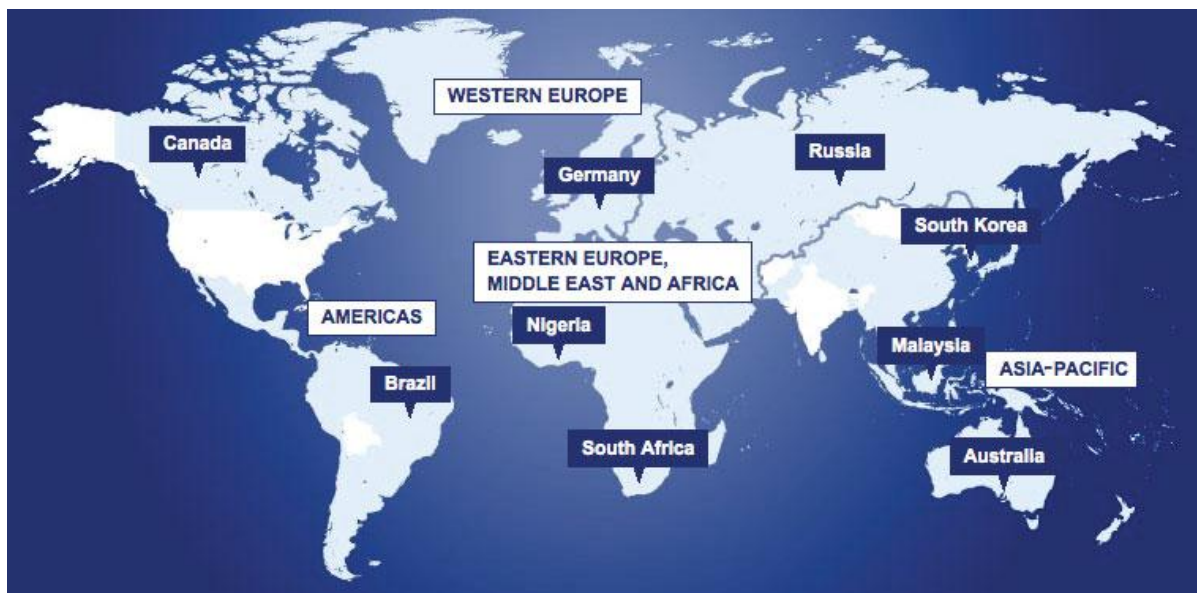 WESTERN EUROPE
Canada
Russia
Germany
South Korea
EASTERN EUROPE,
MIDDLE EAST AND AFRICA
AMERICAS
Nigeria
Malaysia
ASIA-PACIFIC
Brazil
South Africa
Australia